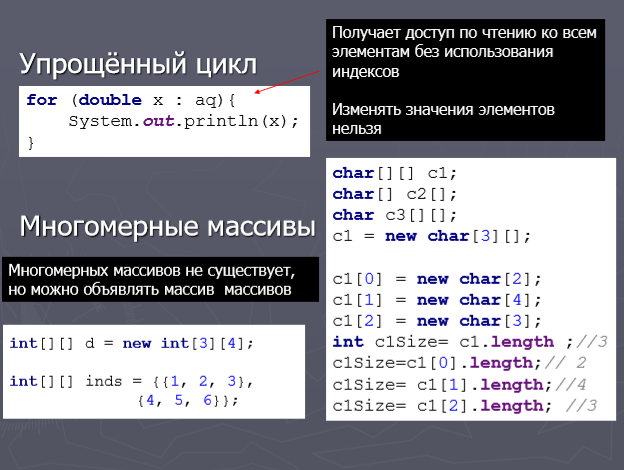 Упрощённый цикл
for (double x : aq){
    System.out.println(x);
}
Получает доступ по чтению ко всем
элементам без использования
индексов
Изменять значения элементов
нельзя
Многомерные массивы
Многомерных массивов не существует,
но можно объявлять массив  массивов
int[][] d = new int[3][4];
int[][] inds = {{1, 2, 3},
             {4, 5, 6}};
char[][] c1;
char[] c2[];
char c3[][];
c1 = new char[3][];
c1[0] = new char[2];
c1[1] = new char[4];
c1[2] = new char[3];
int c1Size= c1.length ;//3
c1Size=c1[0].length;// 2
c1Size= c1[1].length;//4
c1Size= c1[2].length; //3